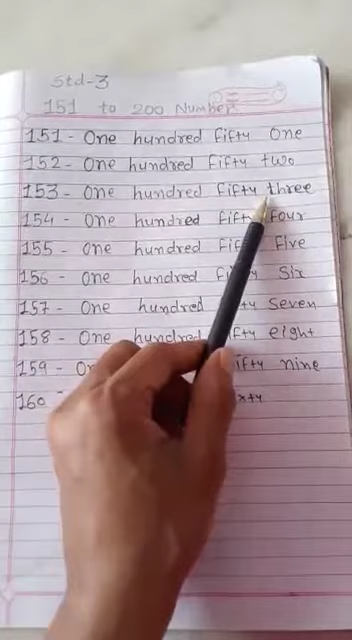 Std-3
151 to 200 Number
151 - One hundred fifty One
152 - One hundred fifty two
153 - One hundred fifty three
154 - One hundred fifty four
155 - One hundred five
156 - One hundred Six
157 - One hundred Seven
158 - One hundred fifty eight
159 - nine
160 -